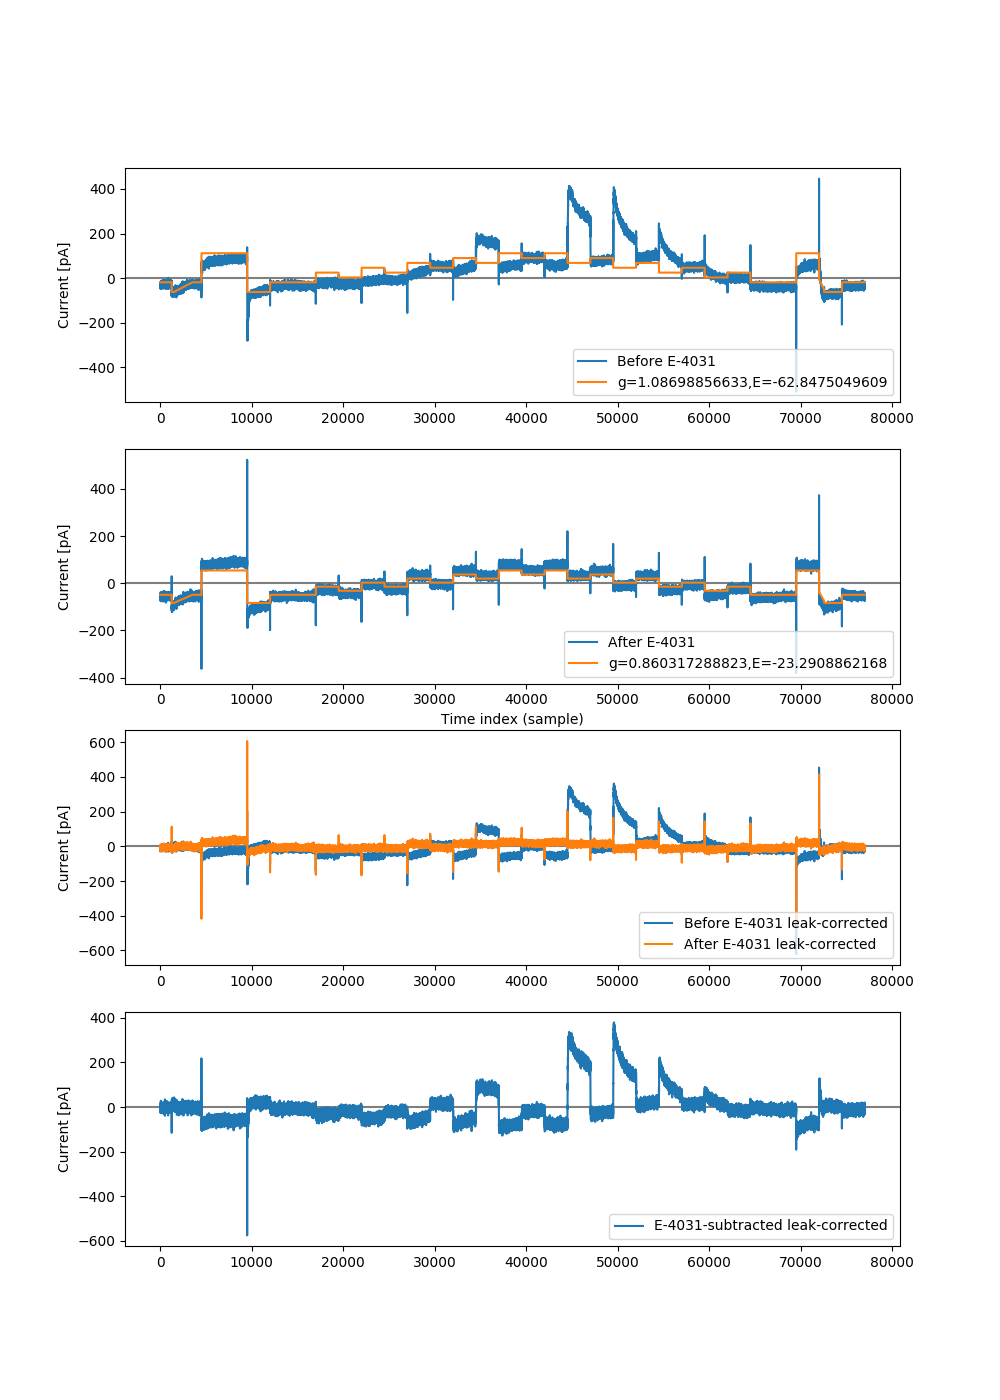 400
200
0
−200
−400
Current [pA]
Before E-4031
g=1.08698856633,E=-62.8475049609
0 10000 20000 30000 40000 50000 60000 70000 80000
400
200
0
−200
−400
Current [pA]
After E-4031
g=0.860317288823,E=-23.2908862168
0 10000 20000 30000 40000 50000 60000 70000 80000
Time index (sample)
600
400
200
0
−200
−400
−600
Current [pA]
Before E-4031 leak-corrected
After E-4031 leak-corrected
0 10000 20000 30000 40000 50000 60000 70000 80000
400
200
0
−200
−400
−600
Current [pA]
E-4031-subtracted leak-corrected
0 10000 20000 30000 40000 50000 60000 70000 80000